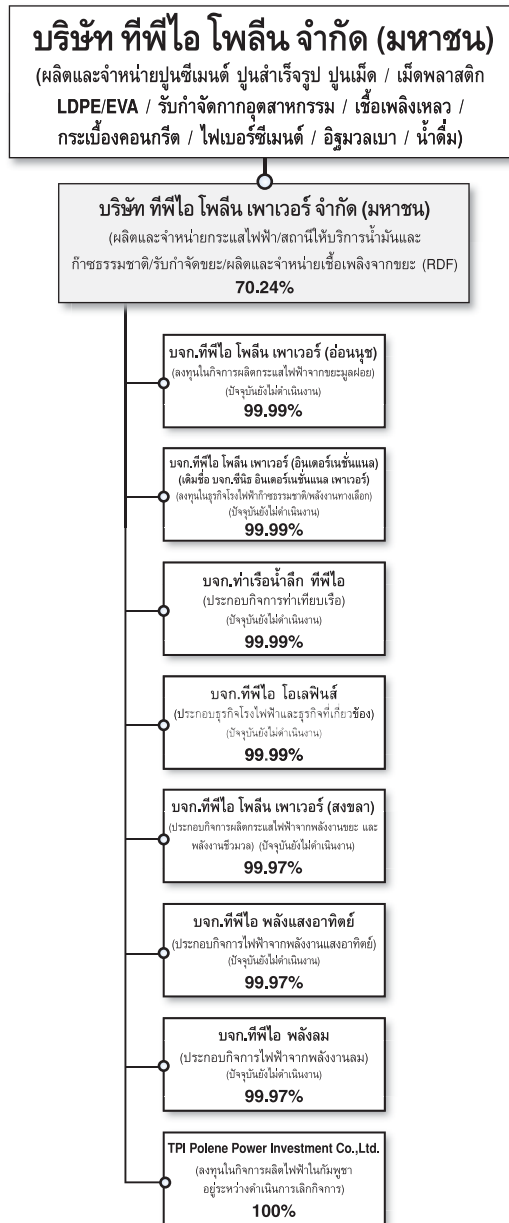 บริษัท ทีพีไอ โพลีน จำกัด (มหาชน)
(ผลิตและจำหน่ายปูนซีเมนต์ ปูนสำเร็จรูป ปูนเม็ด / เม็ดพลาสติก
LDPE/EVA / รับกำจัดกากอุตสาหกรรม / เชื้อเพลิงเหลว /
กระเบื้องคอนกรีต / ไฟเบอร์ซีเมนต์ / อิฐมวลเบา / น้ำดื่ม)
บริษัท ทีพีไอ โพลีน เพาเวอร์ จำกัด (มหาชน)
(ผลิตและจำหน่ายกระแสไฟฟ้า/สถานีให้บริการน้ำมันและ
ก๊าซธรรมชาติ/รับกำจัดขยะ/ผลิตและจำหน่ายเชื้อเพลิงจากขยะ (RDF)
70.24%
บจก.ทีพีไอ โพลีน เพาเวอร์ (อ่อนนุช)
(ลงทุนในกิจการผลิตกระแสไฟฟ้าจากขยะมูลฝอย)
(ปัจจุบันยังไม่ดำเนินงาน)
99.99%
บจก.ทีพีไอ โพลีน เพาเวอร์ (อินเตอร์เนชั่นแนล)
(เดิมชื่อ บจก.ซีนิธ อินเตอร์เนชั่นแนล เพาเวอร์)
(ลงทุนในธุรกิจโรงไฟฟ้าก๊าซธรรมชาติ/พลังงานทางเลือก)
(ปัจจุบันยังไม่ดำเนินงาน)
99.99%
บจก.ท่าเรือน้ำลึก ทีพีไอ
(ประกอบกิจการท่าเทียบเรือ)
(ปัจจุบันยังไม่ดำเนินงาน)
99.99%
บจก.ทีพีไอ โอเลฟินส์
(ประกอบธุรกิจโรงไฟฟ้าและธุรกิจที่เกี่ยวข้อง)
(ปัจจุบันยังไม่ดำเนินงาน)
99.99%
บจก.ทีพีไอ โพลีน เพาเวอร์ (สงขลา)
(ประกอบกิจการผลิตกระแสไฟฟ้าจากพลังงานขยะ และ
พลังงานชีวมวล) (ปัจจุบันยังไม่ดำเนินงาน)
99.97%
บจก.ทีพีไอ พลังแสงอาทิตย์
(ประกอบกิจการไฟฟ้าจากพลังงานแสงอาทิตย์)
(ปัจจุบันยังไม่ดำเนินงาน)
99.97%
บจก.ทีพีไอ พลังลม
(ประกอบกิจการไฟฟ้าจากพลังงานลม)
(ปัจจุบันยังไม่ดำเนินงาน)
99.97%
TPI Polene Power Investment Co.,Ltd.
(ลงทุนในกิจการผลิตไฟฟ้าในกัมพูชา
อยู่ระหว่างดำเนินการเลิกกิจการ)
100%